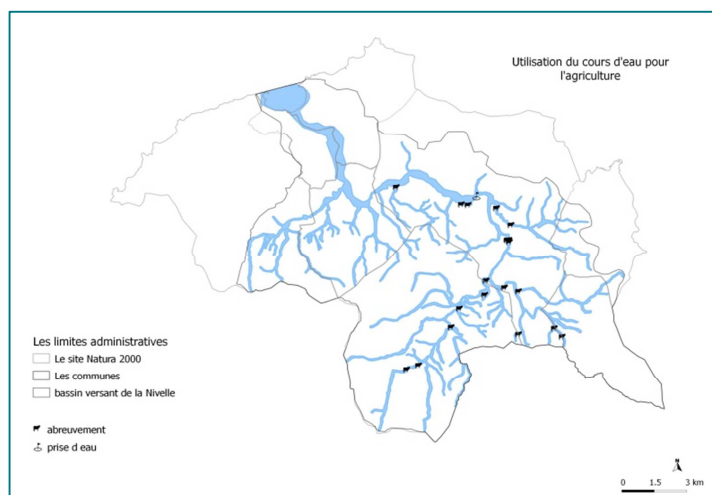 Utilisation du cours d'eau pour
l'agriculture
Les limites administratives
Le site Natura 2000
Les communes
bassin versant de la Nivelle
abreuvement
prise d eau
N
0 1.5 3 km